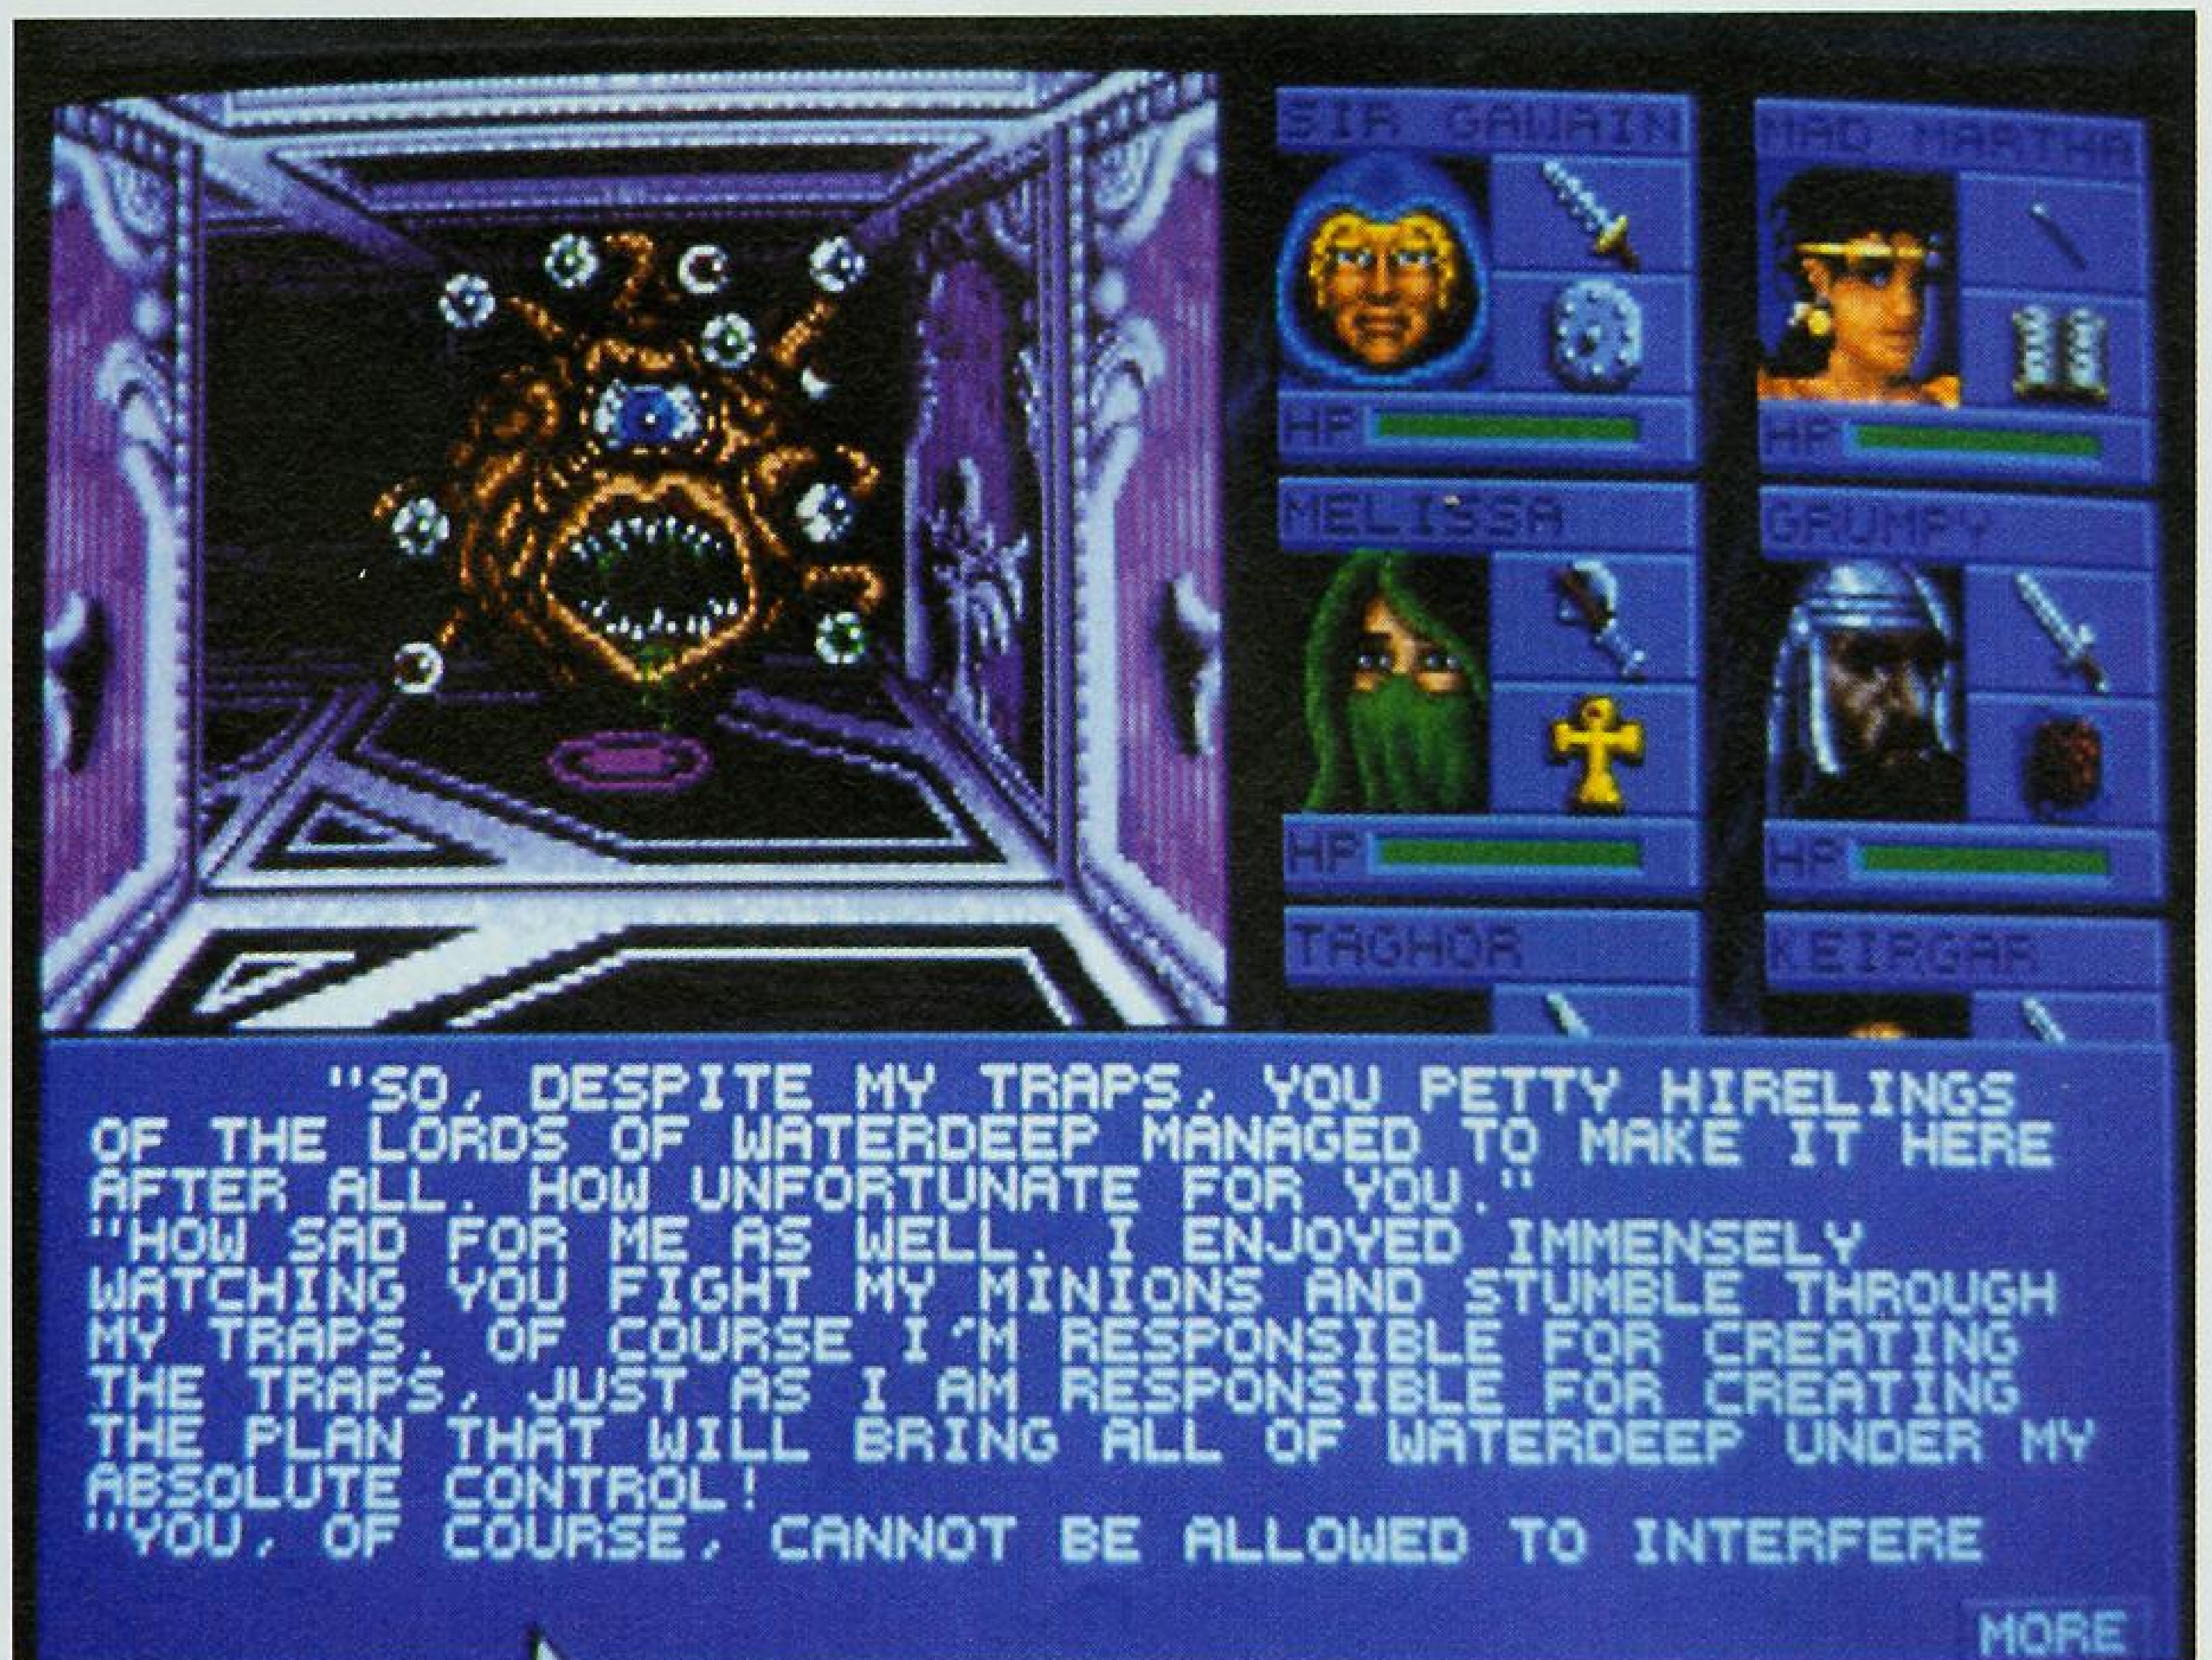 SIR GAWAIN
MAD MARTHA
HP
HP
MELISSA
GRUMPY
HP
HP
TAGHOR
KEIRGAR
"SO, DESPITE MY TRAPS, YOU PETTY HIRELINGS
OF THE LORDS OF WATERDEEP MANAGED TO MAKE IT HERE
AFTER ALL. HOW UNFORTUNATE FOR YOU."
"HOW SAD FOR ME AS WELL. I ENJOYED IMMENSELY
WATCHING YOU FIGHT MY MINIONS AND STUMBLE THROUGH
MY TRAPS. OF COURSE I'M RESPONSIBLE FOR CREATING
THE TRAPS, JUST AS I AM RESPONSIBLE FOR CREATING
THE PLAN THAT WILL BRING ALL OF WATERDEEP UNDER MY
ABSOLUTE CONTROL!
"YOU, OF COURSE, CANNOT BE ALLOWED TO INTERFERE
MORE